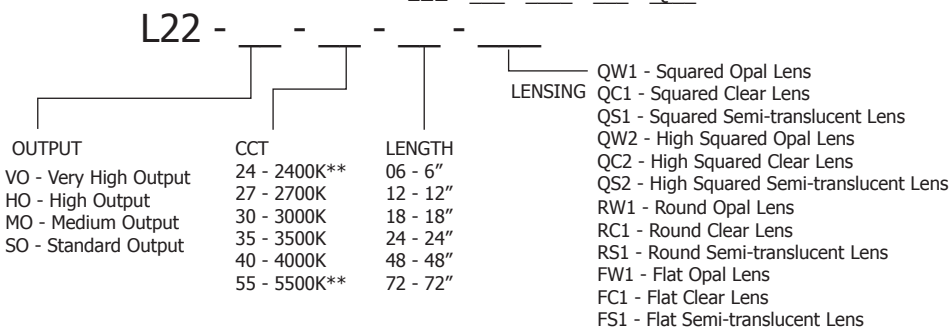 L22 - __ - __ - __ - ___
LENSING
QW1 - Squared Opal Lens
QC1 - Squared Clear Lens
QS1 - Squared Semi-translucent Lens
QW2 - High Squared Opal Lens
QC2 - High Squared Clear Lens
QS2 - High Squared Semi-translucent Lens
RW1 - Round Opal Lens
RC1 - Round Clear Lens
RS1 - Round Semi-translucent Lens
FW1 - Flat Opal Lens
FC1 - Flat Clear Lens
FS1 - Flat Semi-translucent Lens
OUTPUT
VO - Very High Output
HO - High Output
MO - Medium Output
SO - Standard Output
CCT
24 - 2400K**
27 - 2700K
30 - 3000K
35 - 3500K
40 - 4000K
55 - 5500K**
LENGTH
06 - 6”
12 - 12”
18 - 18”
24 - 24”
48 - 48”
72 - 72”